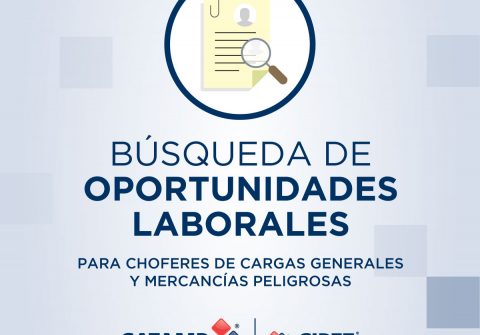 BÚSQUEDA DE
OPORTUNIDADES
LABORALES
PARA CHOFERES DE CARGAS GENERALES
Y MERCANCÍAS PELIGROSAS